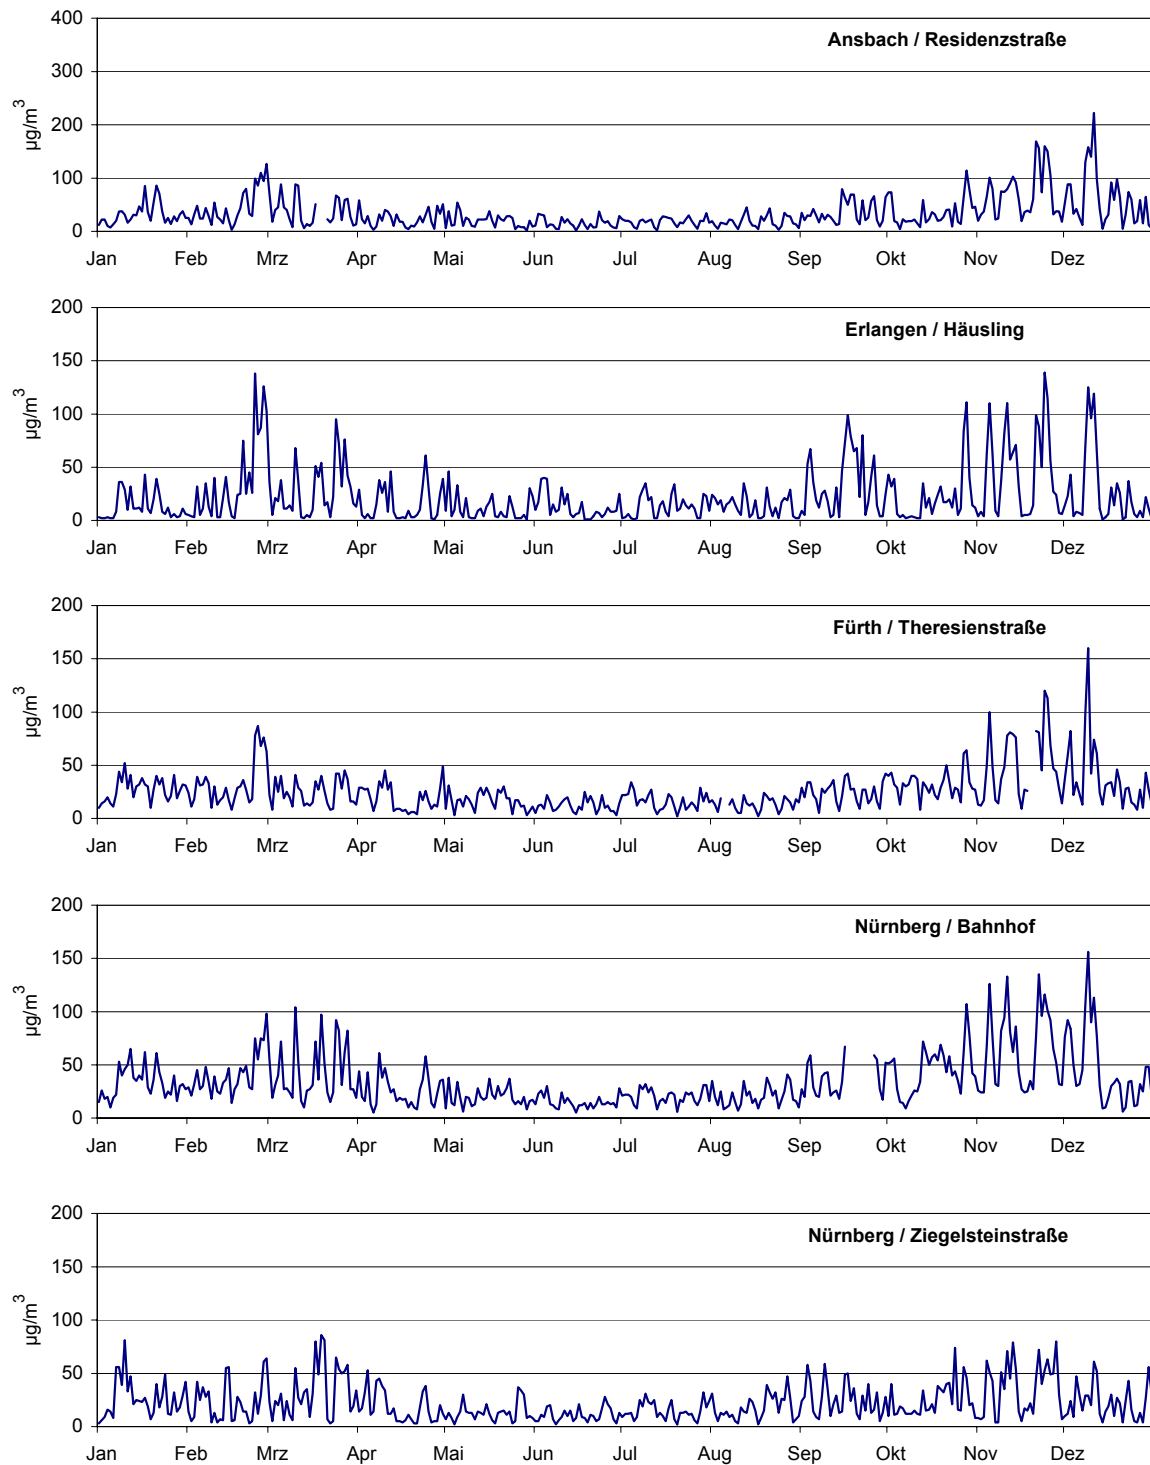 Ansbach / Residenzstraße
400
300
200
100
0
µg/m³
Jan Feb Mrz Apr Mai Jun Jul Aug Sep Okt Nov Dez
Erlangen / Häusling
200
150
100
50
0
µg/m³
Jan Feb Mrz Apr Mai Jun Jul Aug Sep Okt Nov Dez
Fürth / Theresienstraße
200
150
100
50
0
µg/m³
Jan Feb Mrz Apr Mai Jun Jul Aug Sep Okt Nov Dez
Nürnberg / Bahnhof
200
150
100
50
0
µg/m³
Jan Feb Mrz Apr Mai Jun Jul Aug Sep Okt Nov Dez
Nürnberg / Ziegelsteinstraße
200
150
100
50
0
µg/m³
Jan Feb Mrz Apr Mai Jun Jul Aug Sep Okt Nov Dez